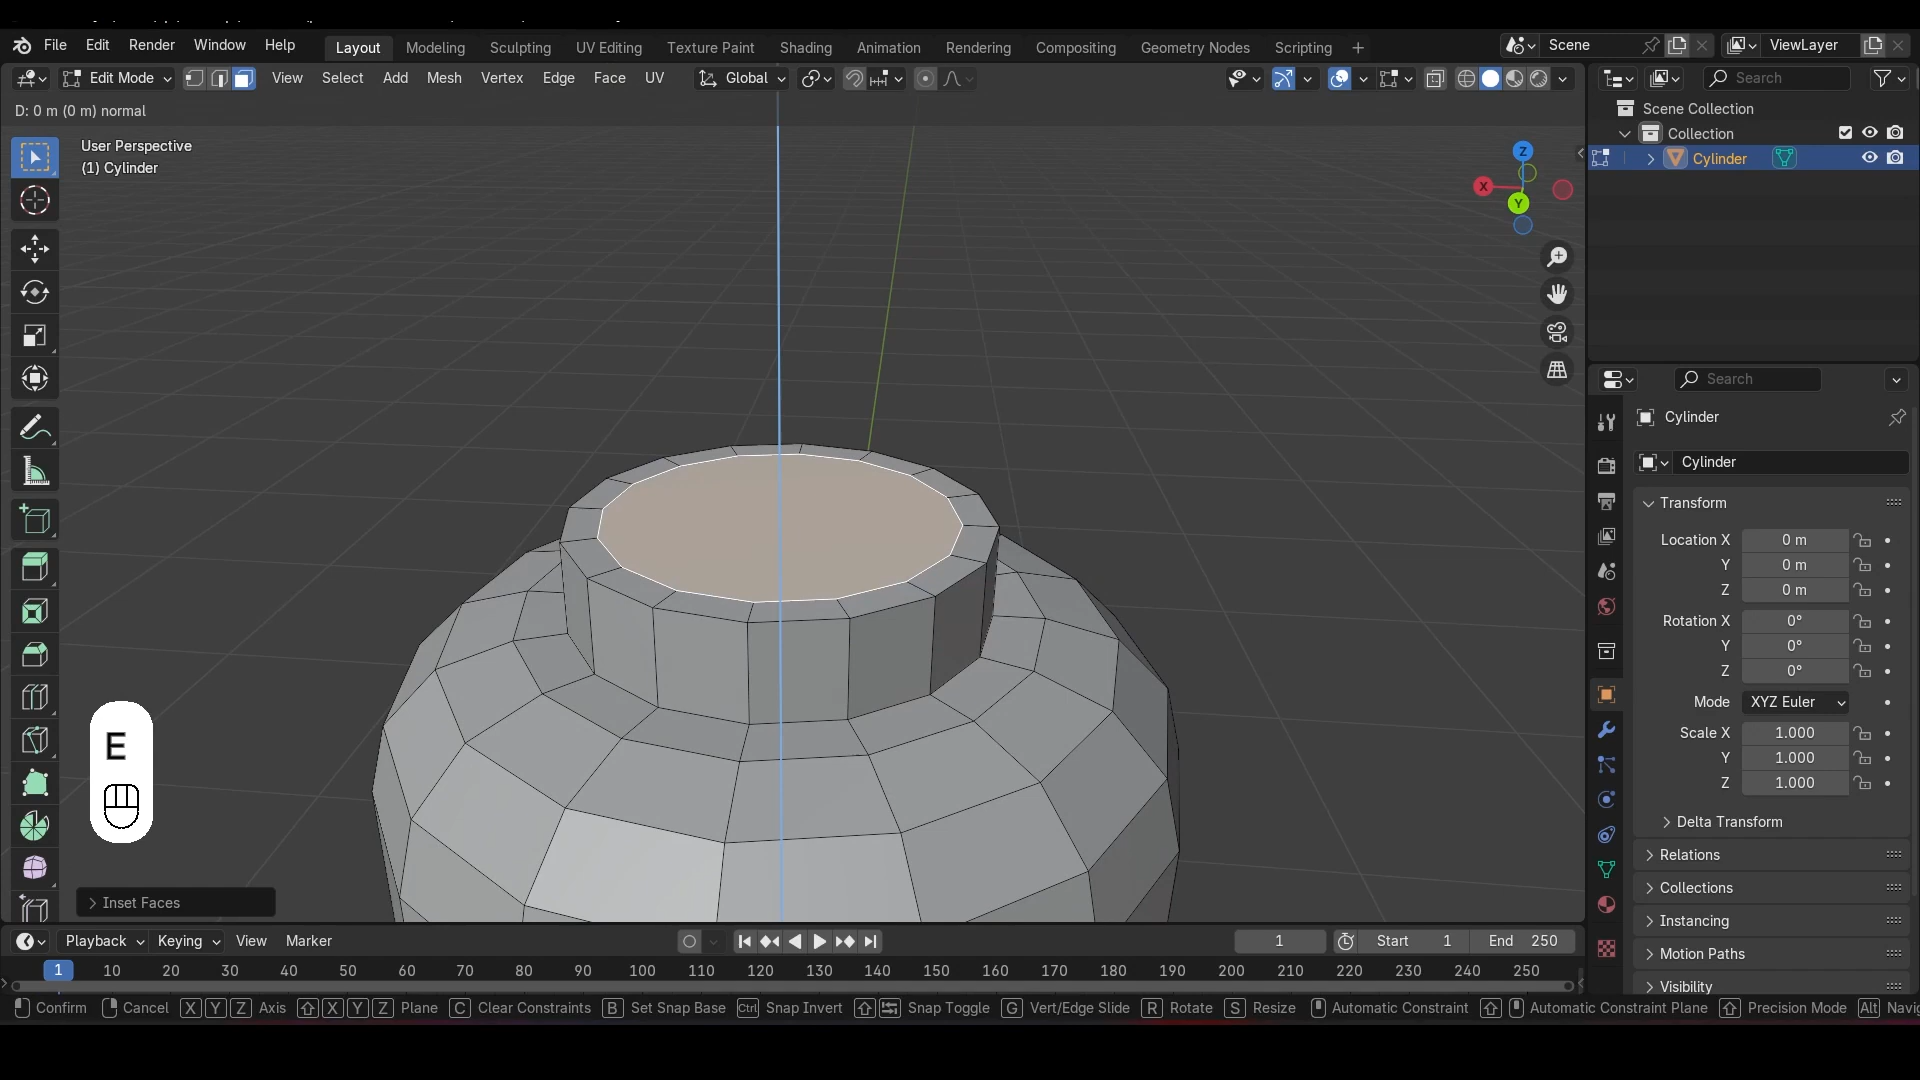 File Edit Render Window Help Layout Modeling Sculpting UV Editing Texture Paint Shading Animation Rendering Compositing Geometry Nodes Scripting + Scene ViewLayer
Edit Mode View Select Add Mesh Vertex Edge Face UV Global Search
D: 0 m (0 m) normal
Scene Collection
Collection
Cylinder
User Perspective
(1) Cylinder
Z
X
Y
Search
Cylinder
Cylinder
Transform
Location X 0 m
Y 0 m
Z 0 m
Rotation X 0°
Y 0°
Z 0°
Mode XYZ Euler
Scale X 1.000
Y 1.000
Z 1.000
Delta Transform
Relations
Collections
Instancing
Motion Paths
Visibility
E
Inset Faces
Playback Keying View Marker 1 Start 1 End 250
1 10 20 30 40 50 60 70 80 90 100 110 120 130 140 150 160 170 180 190 200 210 220 230 240 250
Confirm Cancel X Y Z Axis X Y Z Plane C Clear Constraints B Set Snap Base Ctrl Snap Invert Snap Toggle G Vert/Edge Slide R Rotate S Resize Automatic Constraint Automatic Constraint Plane Precision Mode Alt